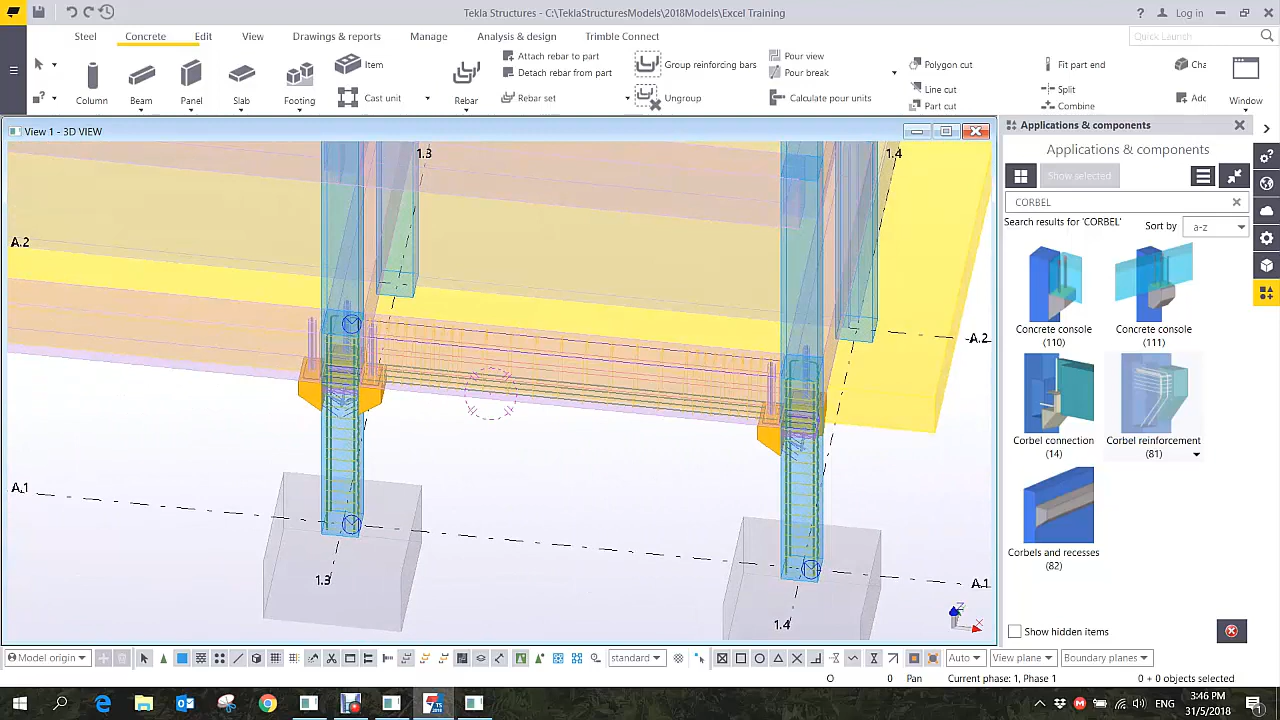 Tekla Structures - C:\TeklaStructuresModels\2018Models\Excel Training
Log in
Steel
Concrete
Edit
View
Drawings & reports
Manage
Analysis & design
Trimble Connect
Quick Launch
Column
Beam
Panel
Slab
Footing
Item
Cast unit
Rebar
Attach rebar to part
Detach rebar from part
Rebar set
Group reinforcing bars
Ungroup
Pour view
Pour break
Calculate pour units
Polygon cut
Line cut
Part cut
Fit part end
Split
Combine
Cha
Adc
Window
View 1 - 3D VIEW
1.3
1.4
A.2
A.2
A.1
A.1
1.3
1.4
Z
X
Applications & components
Applications & components
Show selected
CORBEL
Search results for 'CORBEL'
Sort by
a-z
Concrete console
(110)
Concrete console
(111)
Corbel connection
(14)
Corbel reinforcement
(81)
Corbels and recesses
(82)
Show hidden items
Model origin
standard
Auto
View plane
Boundary planes
O
0
Pan
Current phase: 1, Phase 1
0 + 0 objects selected
ENG
3:46 PM
31/5/2018